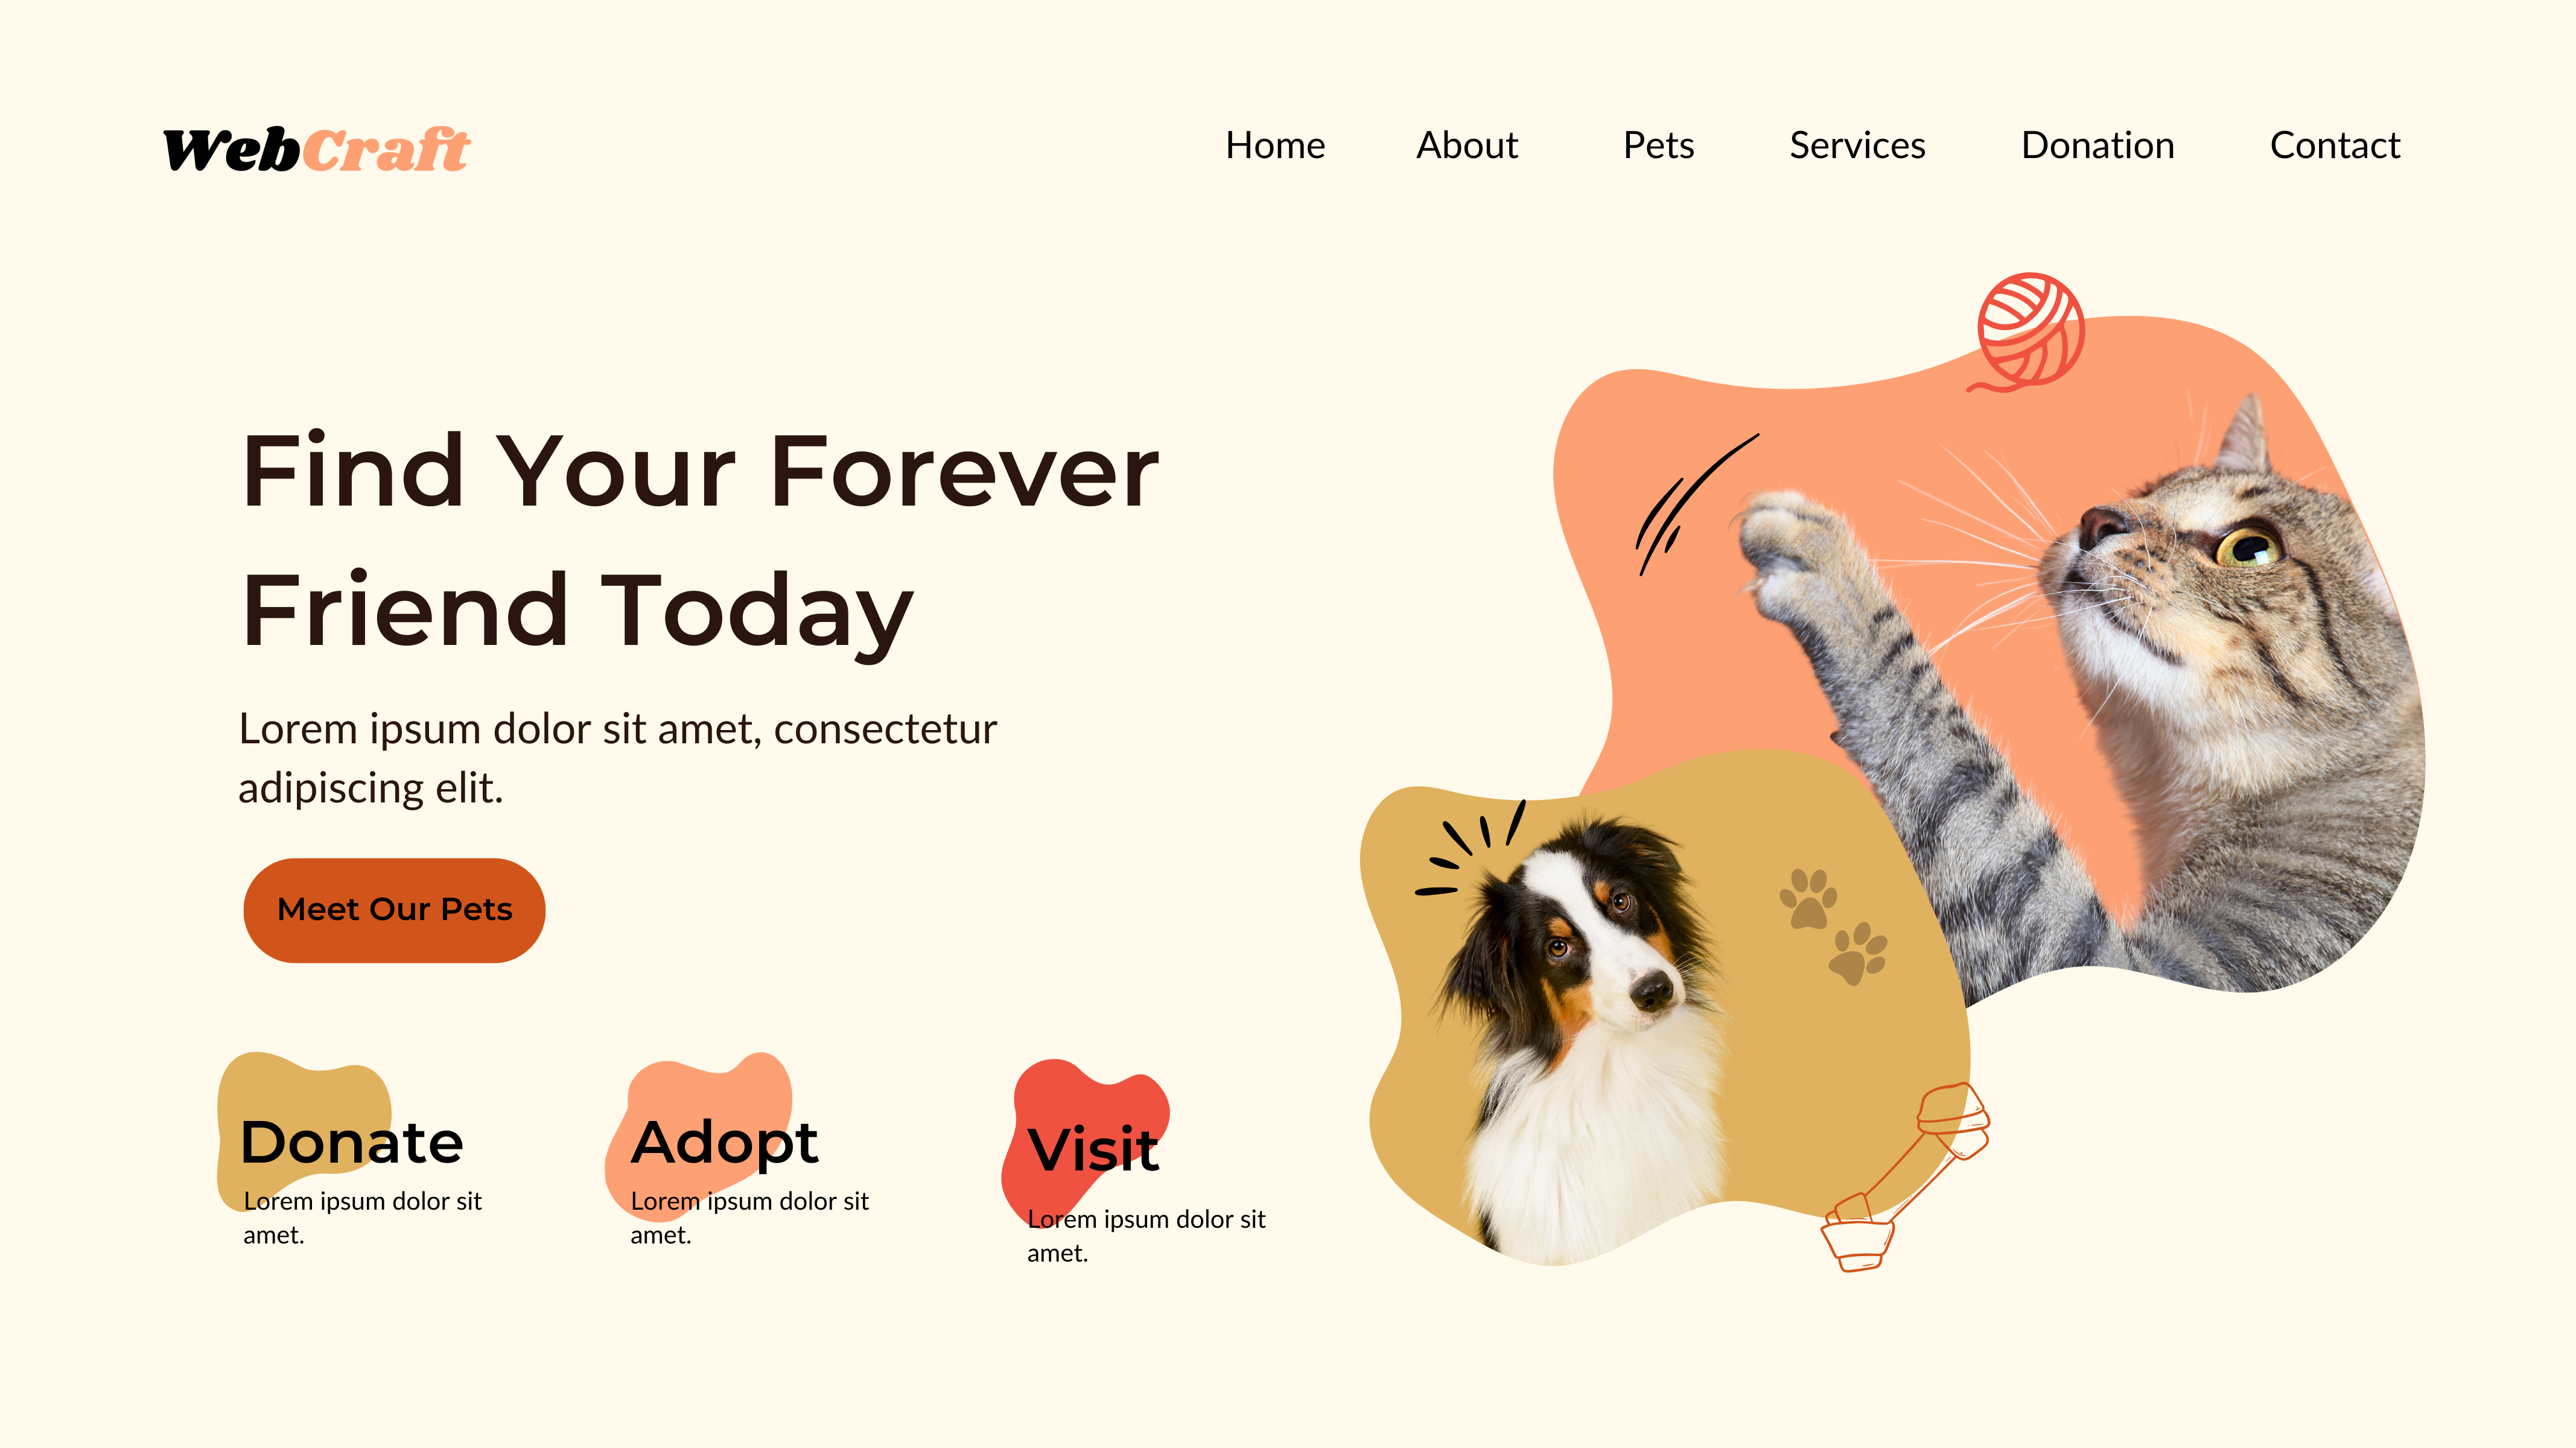 WebCraft
Home About Pets Services Donation Contact
Find Your Forever
Friend Today
Lorem ipsum dolor sit amet, consectetur
adipiscing elit.
Meet Our Pets
Donate
Lorem ipsum dolor sit
amet.
Adopt
Lorem ipsum dolor sit
amet.
Visit
Lorem ipsum dolor sit
amet.